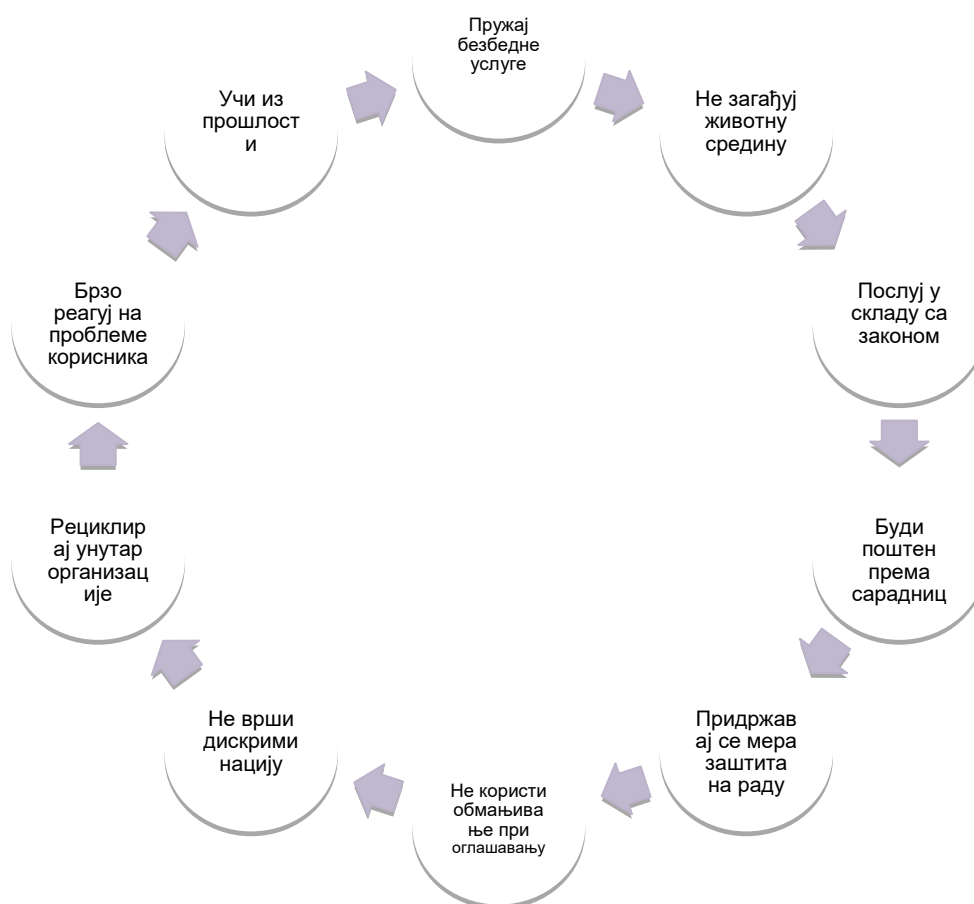 Пружај
безбедне
услуге
Не загађуј
животну
средину
Послуј у
складу са
законом
Буди
поштен
према
сарадниц
Придржав
ај се мера
заштита
на раду
Не користи
обмањива
ње при
оглашавању
Не врши
дискрими
нацију
Рециклир
ај унутар
организац
ије
Брзо
реагуј на
проблеме
корисника
Учи из
прошлост
и